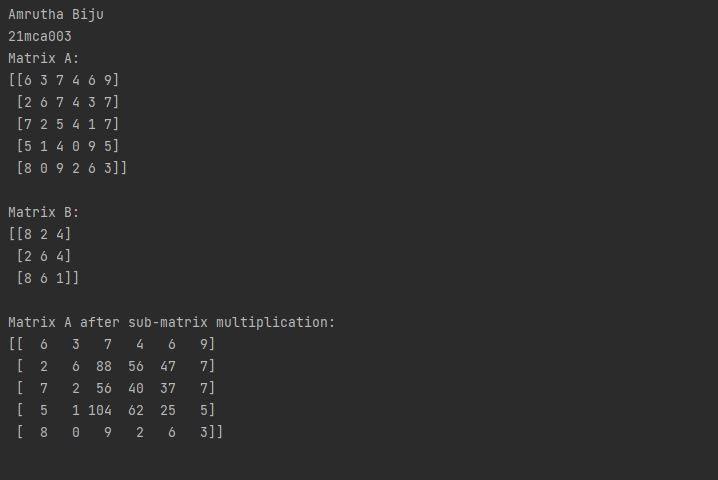 Amrutha Biju
21mca003
Matrix A:
[[6 3 7 4 6 9]
 [2 6 7 4 3 7]
 [7 2 5 4 1 7]
 [5 1 4 0 9 5]
 [8 0 9 2 6 3]]

Matrix B:
[[8 2 4]
 [2 6 4]
 [8 6 1]]

Matrix A after sub-matrix multiplication:
[[  6   3   7   4   6   9]
 [  2   6  88  56  47   7]
 [  7   2  56  40  37   7]
 [  5   1 104  62  25   5]
 [  8   0   9   2   6   3]]